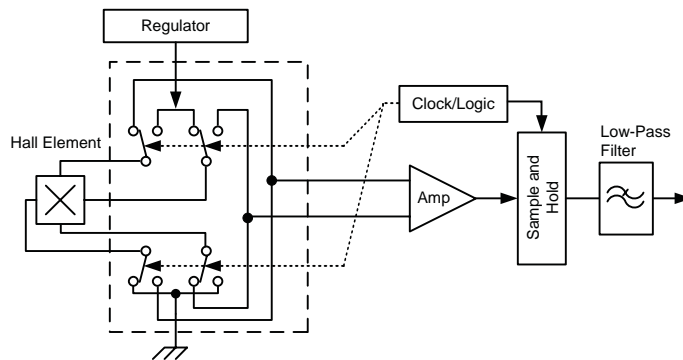 Regulator
Clock/Logic
Hall Element
Low-Pass
Filter
Amp
Sample and
Hold